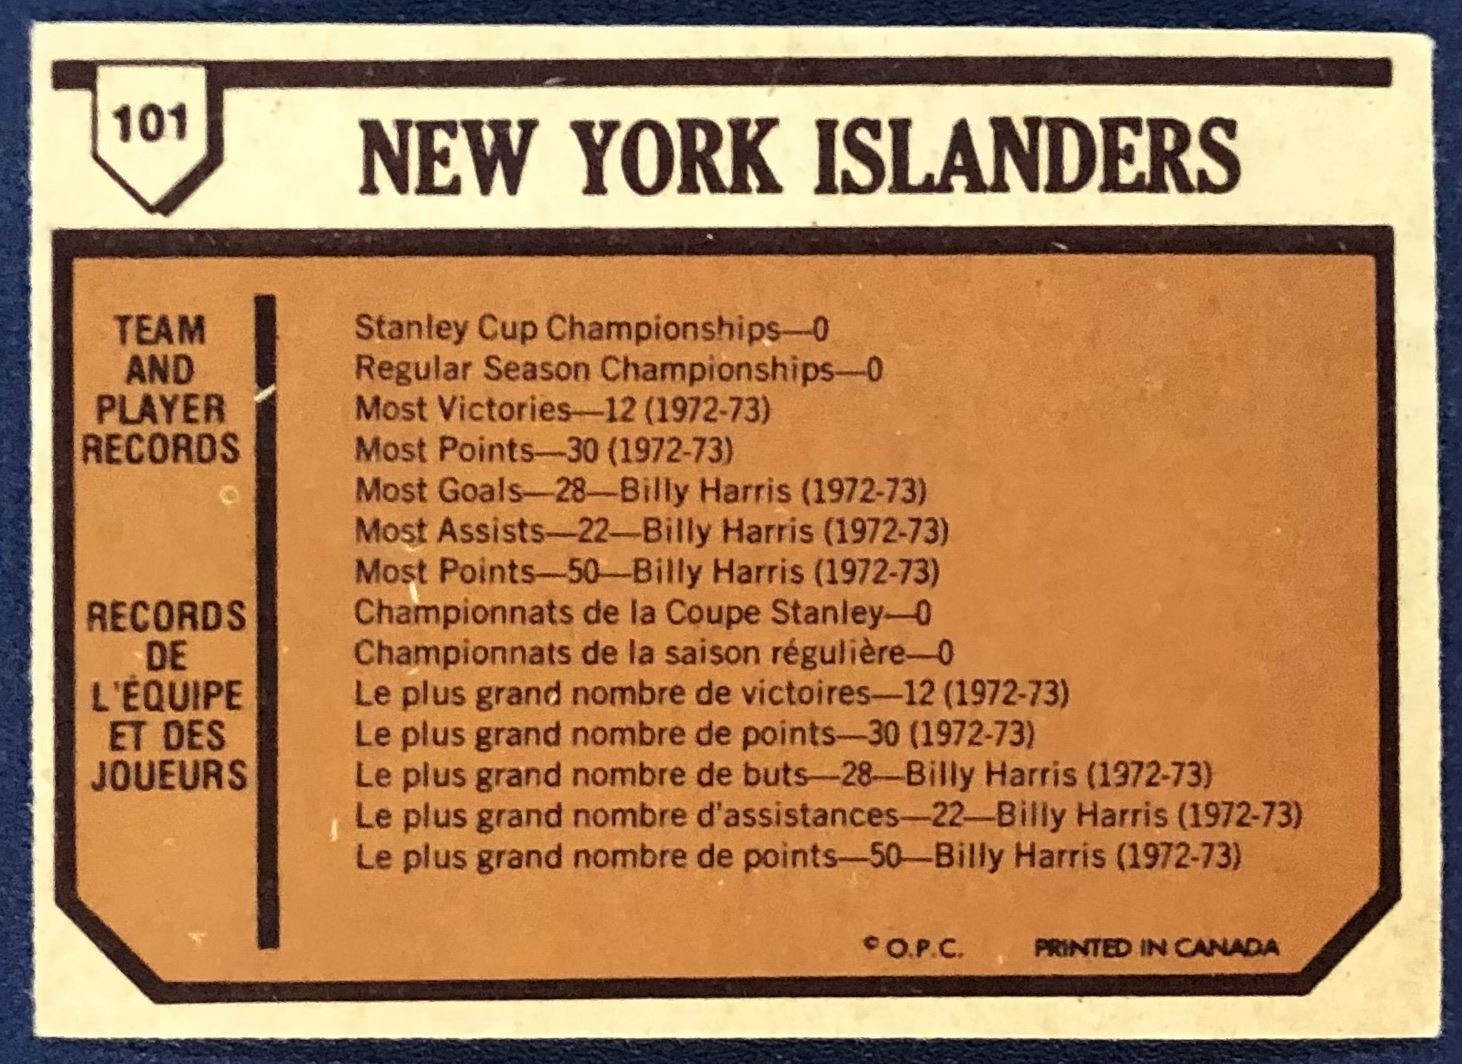 101
NEW YORK ISLANDERS
TEAM
AND
PLAYER
RECORDS
Stanley Cup Championships—0
Regular Season Championships—0
Most Victories—12 (1972-73)
Most Points—30 (1972-73)
Most Goals—28—Billy Harris (1972-73)
Most Assists—22—Billy Harris (1972-73)
Most Points—50—Billy Harris (1972-73)
RECORDS
DE
L'ÉQUIPE
ET DES
JOUEURS
Championnats de la Coupe Stanley—0
Championnats de la saison régulière—0
Le plus grand nombre de victoires—12 (1972-73)
Le plus grand nombre de points—30 (1972-73)
Le plus grand nombre de buts—28—Billy Harris (1972-73)
Le plus grand nombre d'assistances—22—Billy Harris (1972-73)
Le plus grand nombre de points—50—Billy Harris (1972-73)
© O.P.C. PRINTED IN CANADA